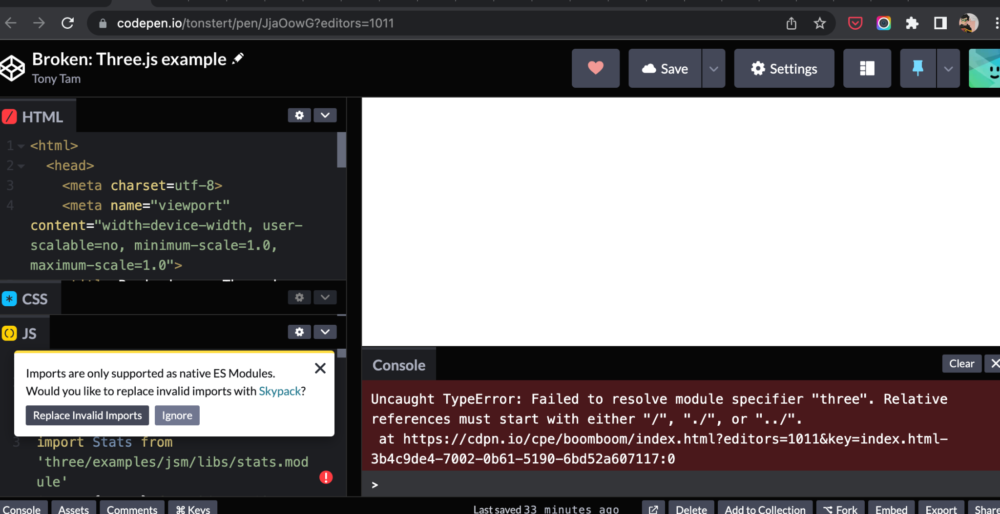 codepen.io/tonstert/pen/JjaOowG?editors=1011
Broken: Three.js example
Tony Tam
Save
Settings
HTML
1 <html>
2 <head>
3 <meta charset=utf-8>
4 <meta name="viewport"
content="width=device-width, user-
scalable=no, minimum-scale=1.0,
maximum-scale=1.0">
CSS
JS
Imports are only supported as native ES Modules.
Would you like to replace invalid imports with Skypack?
Replace Invalid Imports Ignore
3 import Stats from
'three/examples/jsm/libs/stats.mod
ule'
Console
Clear
Uncaught TypeError: Failed to resolve module specifier "three". Relative
references must start with either "/", "./", or "../".
at https://cdpn.io/cpe/boomboom/index.html?editors=1011&key=index.html-
3b4c9de4-7002-0b61-5190-6bd52a607117:0
>
Console Assets Comments ⌘ Keys Last saved 33 minutes ago Delete Add to Collection Fork Embed Export Share